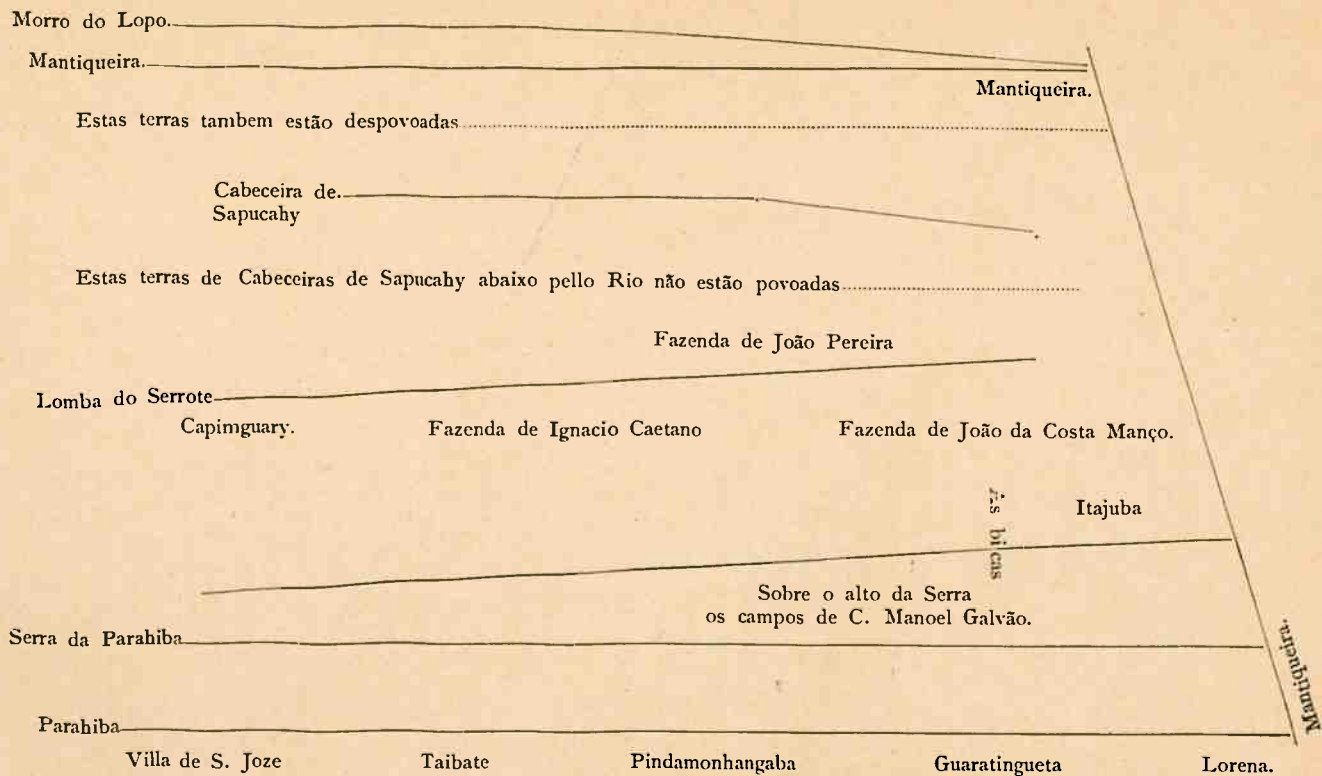 Morro do Lopo.
Mantiqueira.
Mantiqueira.
Estas terras tambem estão despovoadas
Cabeceira de.
Sapucahy
Estas terras de Cabeceiras de Sapucahy abaixo pello Rio não estão povoadas
Fazenda de João Pereira
Lomba do Serrote
Capimguary.
Fazenda de Ignacio Caetano
Fazenda de João da Costa Manço.
As bicas
Itajuba
Sobre o alto da Serra
os campos de C. Manoel Galvão.
Serra da Parahiba
Mantiqueira.
Parahiba
Villa de S. Joze
Taibate
Pindamonhangaba
Guaratingueta
Lorena.